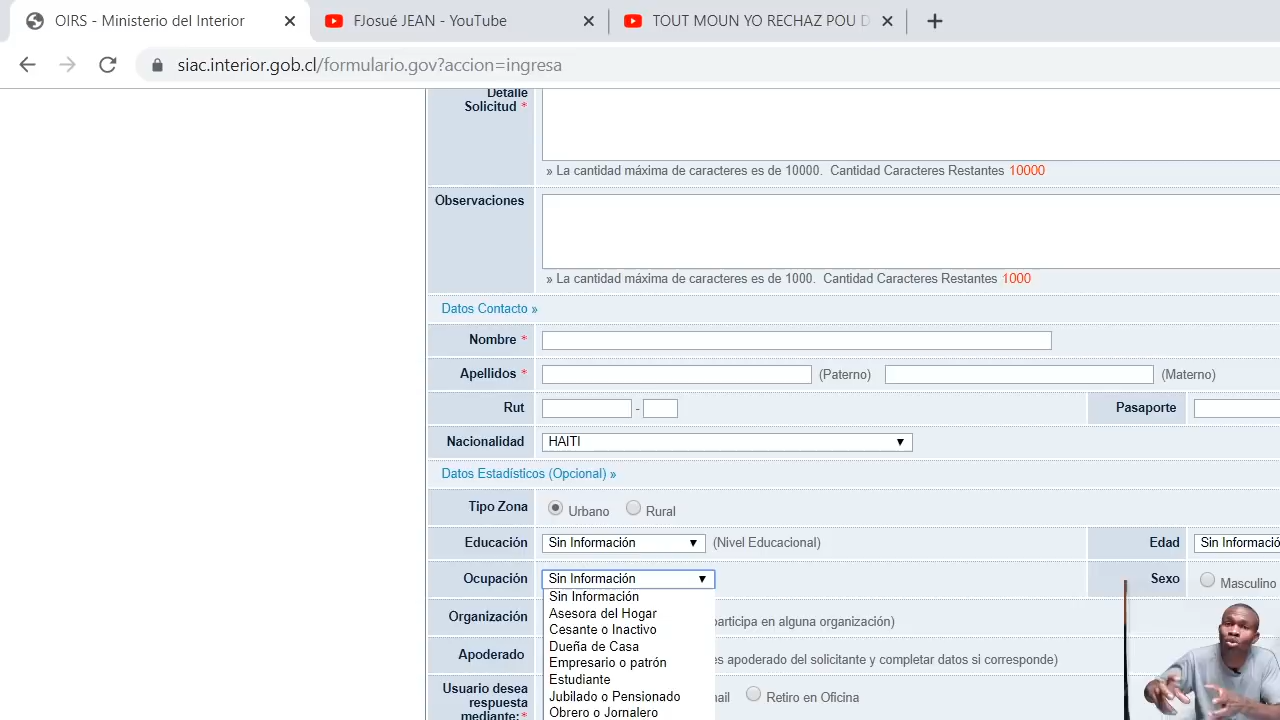 OIRS - Ministerio del Interior
FJosué JEAN - YouTube
TOUT MOUN YO RECHAZ POU D
siac.interior.gob.cl/formulario.gov?accion=ingresa
Detalle
Solicitud *
» La cantidad máxima de caracteres es de 10000. Cantidad Caracteres Restantes 10000
Observaciones
» La cantidad máxima de caracteres es de 1000. Cantidad Caracteres Restantes 1000
Datos Contacto »
Nombre *
Apellidos * (Paterno) (Materno)
Rut - Pasaporte
Nacionalidad HAITI
Datos Estadísticos (Opcional) »
Tipo Zona Urbano Rural
Educación Sin Información (Nivel Educacional) Edad Sin Informació
Ocupación Sin Información Sexo Masculino
Sin Información
Asesora del Hogar
Organización participa en alguna organización)
Cesante o Inactivo
Dueña de Casa
Apoderado es apoderado del solicitante y completar datos si corresponde)
Empresario o patrón
Estudiante
Usuario desea
respuesta
mediante:* ail Retiro en Oficina
Jubilado o Pensionado
Obrero o Jornalero